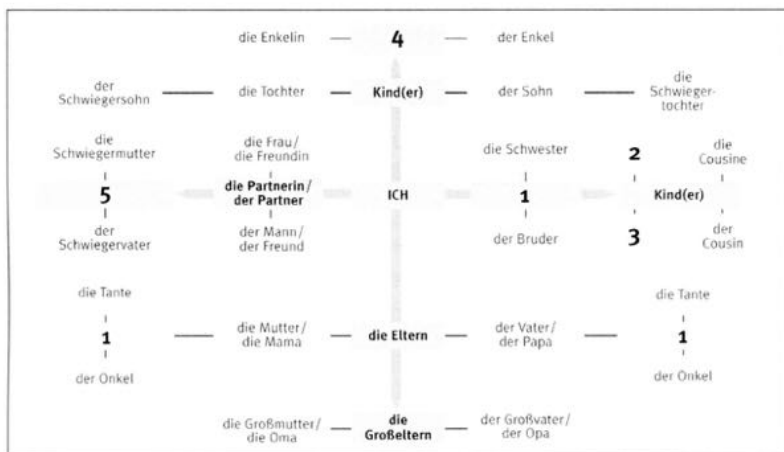 die Enkelin 4 der Enkel
der Schwiegersohn die Tochter Kind(er) der Sohn die Schwieger-tochter
die Schwiegermutter die Frau/ die Freundin die Schwester 2 die Cousine
5 die Partnerin/ der Partner ICH 1 Kind(er)
der Schwiegervater der Mann/ der Freund der Bruder 3 der Cousin
die Tante die Tante
1 die Mutter/ die Mama die Eltern der Vater/ der Papa 1
der Onkel der Onkel
die Großmutter/ die Oma die Großeltern der Großvater/ der Opa